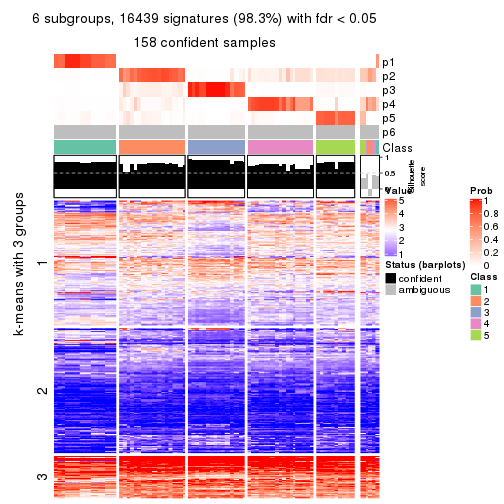 6 subgroups, 16439 signatures (98.3%) with fdr < 0.05
158 confident samples
p1
p2
p3
p4
p5
p6
Class
1
0.5
0
Silhouette
score
k-means with 3 groups
1
2
3
Value
5
4
3
2
1
Status (barplots)
confident
ambiguous
Prob
1
0.8
0.6
0.4
0.2
0
Class
1
2
3
4
5